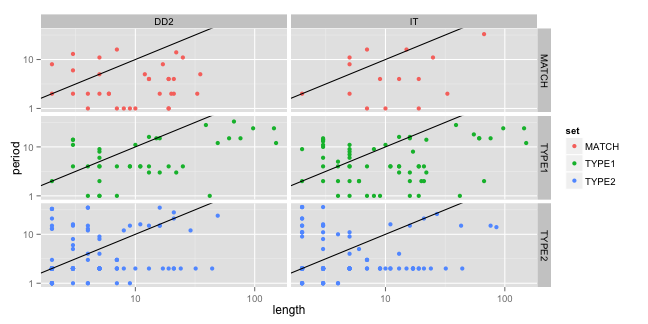 DD2 IT
10
1
MATCH
period
10
1
TYPE1
10
1
TYPE2
10 100 10 100
length
set
MATCH
TYPE1
TYPE2